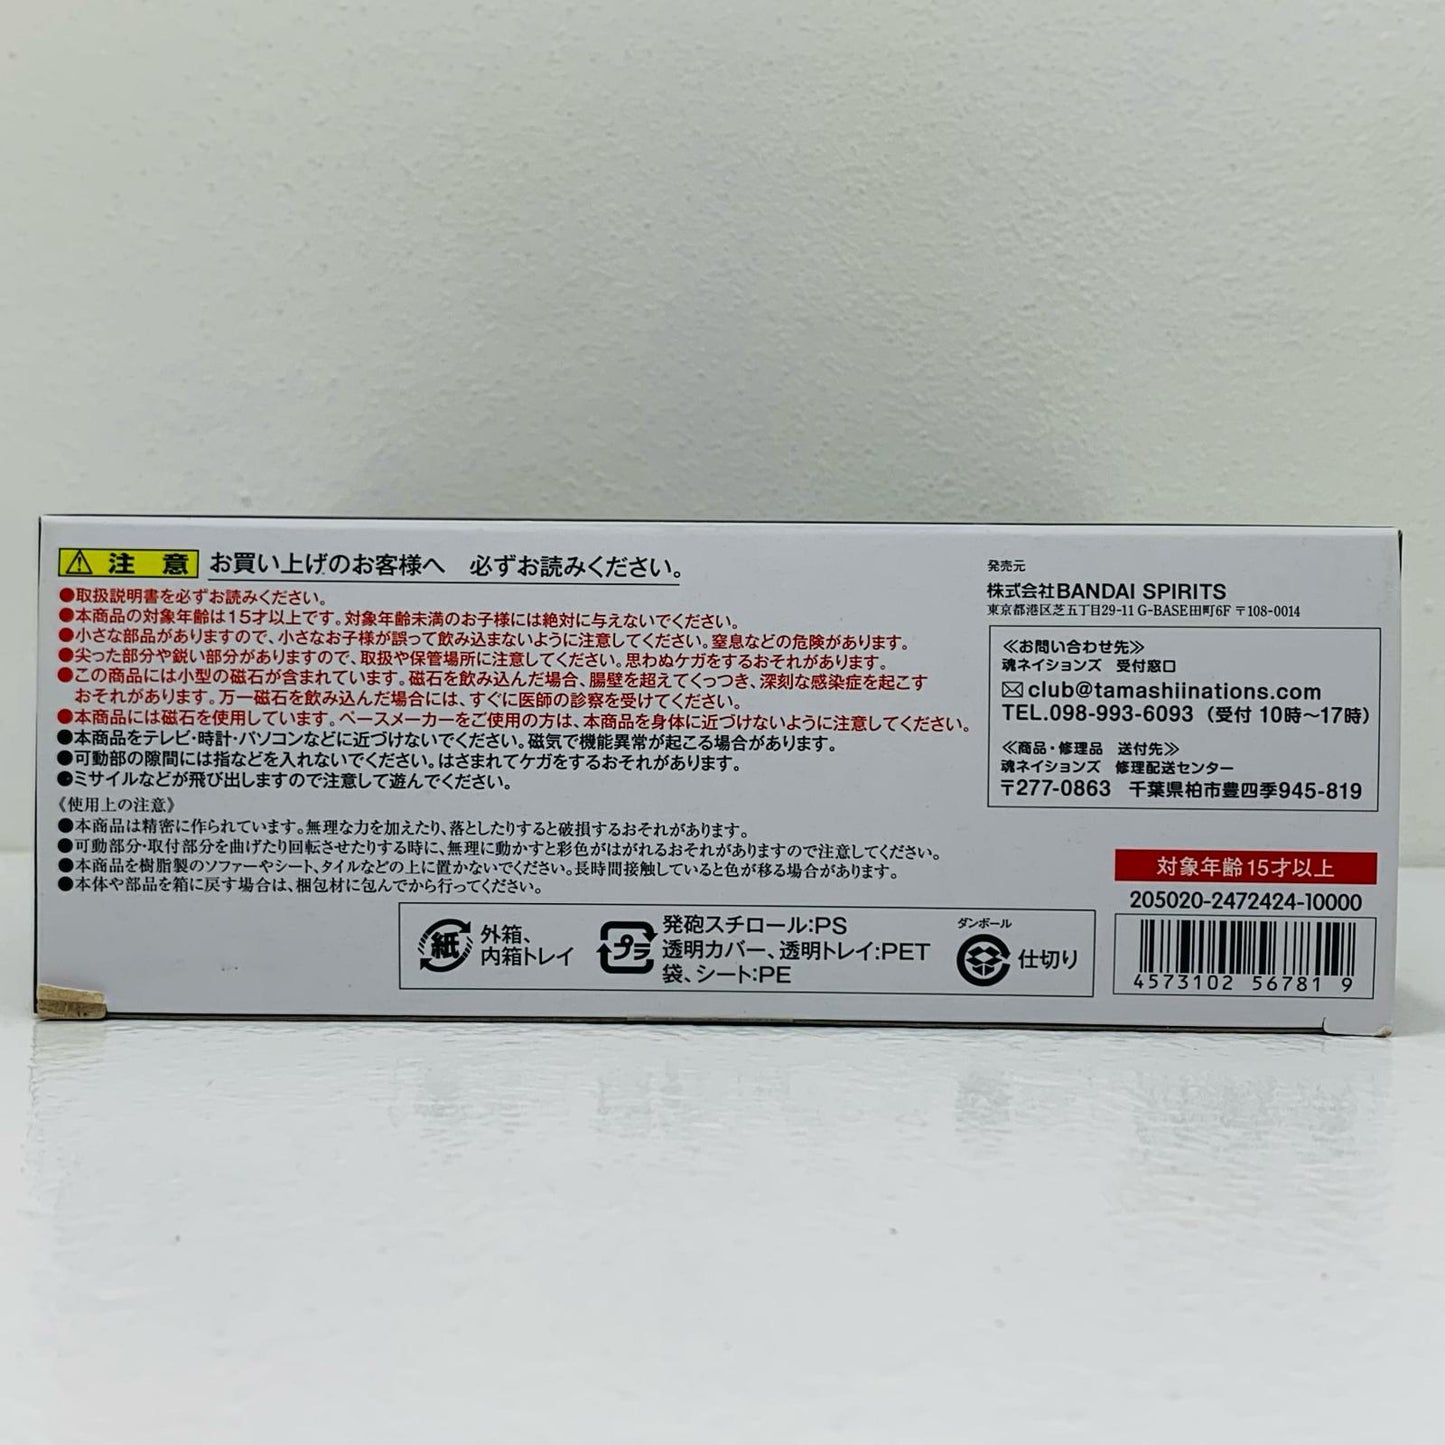 ⚠注意 お買い上げのお客様へ 必ずお読みください。
●取扱説明書を必ずお読みください。
●本商品の対象年齢は15才以上です。対象年齢未満のお子様には絶対に与えないでください。
●小さな部品がありますので、小さなお子様が誤って飲み込まないように注意してください。窒息などの危険があります。
●尖った部分や鋭い部分がありますので、取扱や保管場所に注意してください。思わぬケガをするおそれがあります。
●この商品には小型の磁石が含まれています。磁石を飲み込んだ場合、腸壁を超えてくっつき、深刻な感染症を起こす
おそれがあります。万一磁石を飲み込んだ場合には、すぐに医師の診察を受けてください。
●本商品には磁石を使用しています。ペースメーカーをご使用の方は、本商品を身体に近づけないように注意してください。
●本商品をテレビ・時計・パソコンなどに近づけないでください。磁気で機能異常が起こる場合があります。
●可動部の隙間には指などを入れないでください。はさまれてケガをするおそれがあります。
●ミサイルなどが飛び出しますので注意して遊んでください。
《使用上の注意》
●本商品は精密に作られています。無理な力を加えたり、落としたりすると破損するおそれがあります。
●可動部分・取付部分を曲げたり回転させたりする時に、無理に動かすと彩色がはがれるおそれがありますので注意してください。
●本商品を樹脂製のソファーやシート、タイルなどの上に置かないでください。長時間接触していると色が移る場合があります。
●本体や部品を箱に戻す場合は、梱包材に包んでから行ってください。
紙 外箱、
内箱トレイ
プラ 発砲スチロール:PS
透明カバー、透明トレイ:PET
袋、シート:PE
ダンボール
仕切り
発売元
株式会社BANDAI SPIRITS
東京都港区芝五丁目29-11 G-BASE田町6F 〒108-0014
≪お問い合わせ先≫
魂ネイションズ 受付窓口
✉club@tamashiinations.com
TEL.098-993-6093（受付 10時～17時）
≪商品・修理品 送付先≫
魂ネイションズ 修理配送センター
〒277-0863 千葉県柏市豊四季945-819
対象年齢15才以上
205020-2472424-10000
4573102 56781 9